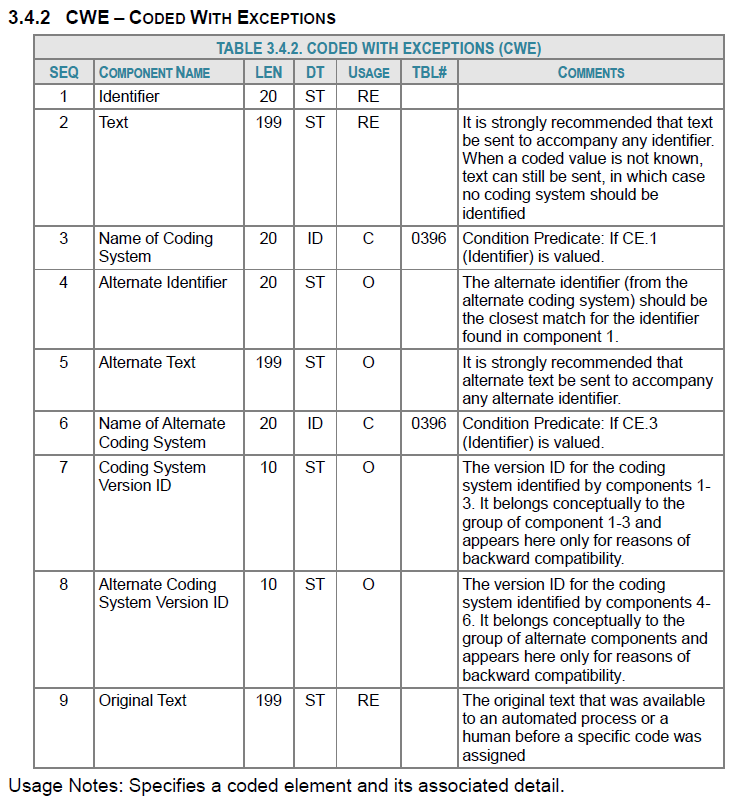 3.4.2 CWE – CODED WITH EXCEPTIONS
TABLE 3.4.2. CODED WITH EXCEPTIONS (CWE)
SEQ COMPONENT NAME LEN DT USAGE TBL# COMMENTS
1 Identifier 20 ST RE
2 Text 199 ST RE It is strongly recommended that text
be sent to accompany any identifier.
When a coded value is not known,
text can still be sent, in which case
no coding system should be
identified
3 Name of Coding 20 ID C 0396 Condition Predicate: If CE.1
System (Identifier) is valued.
4 Alternate Identifier 20 ST O The alternate identifier (from the
alternate coding system) should be
the closest match for the identifier
found in component 1.
5 Alternate Text 199 ST O It is strongly recommended that
alternate text be sent to accompany
any alternate identifier.
6 Name of Alternate 20 ID C 0396 Condition Predicate: If CE.3
Coding System (Identifier) is valued.
7 Coding System 10 ST O The version ID for the coding
Version ID system identified by components 1-
3. It belongs conceptually to the
group of component 1-3 and
appears here only for reasons of
backward compatibility.
8 Alternate Coding 10 ST O The version ID for the coding
System Version ID system identified by components 4-
6. It belongs conceptually to the
group of alternate components and
appears here only for reasons of
backward compatibility.
9 Original Text 199 ST RE The original text that was available
to an automated process or a
human before a specific code was
assigned
Usage Notes: Specifies a coded element and its associated detail.